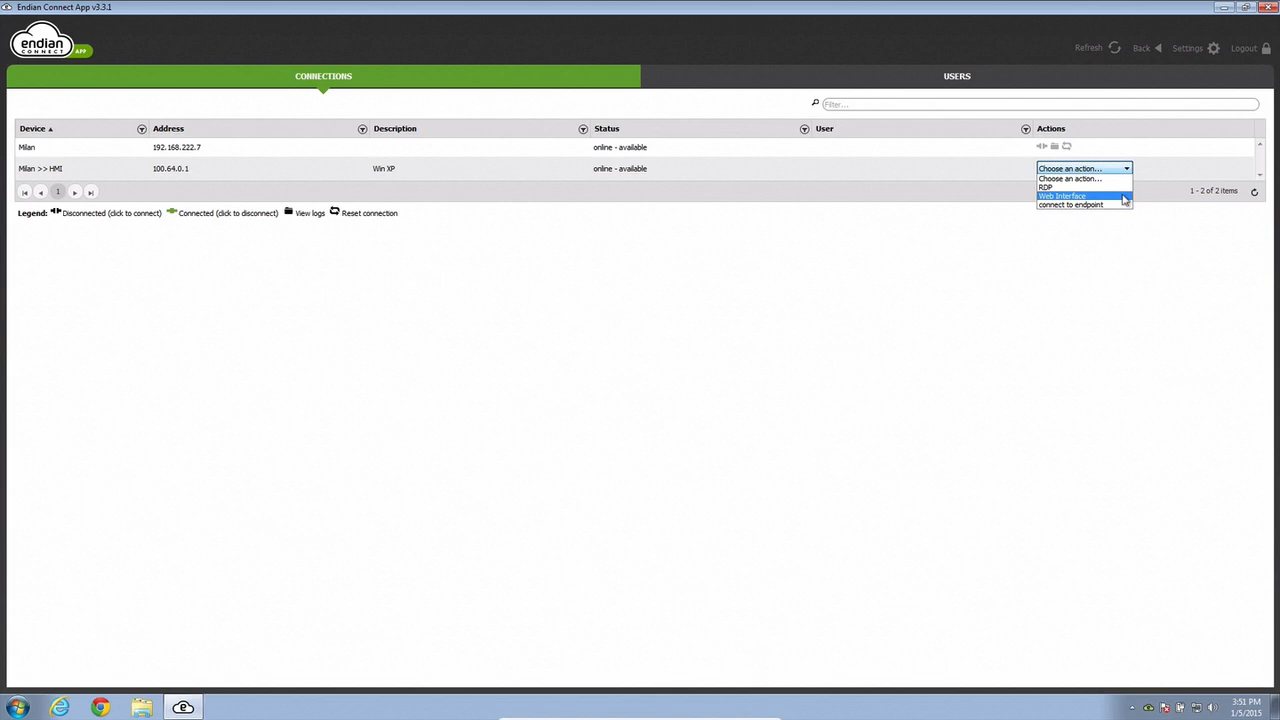 Endian Connect App v3.3.1
endian
CONNECT
APP
Refresh Back Settings Logout
CONNECTIONS USERS
Filter...
Device Address Description Status User Actions
Milan 192.168.222.7 online - available
Milan >> HMI 100.64.0.1 Win XP online - available Choose an action...
Choose an action...
RDP
Web Interface
connect to endpoint
1 1 - 2 of 2 items
Legend: Disconnected (click to connect) Connected (click to disconnect) View logs Reset connection
3:51 PM
1/5/2015